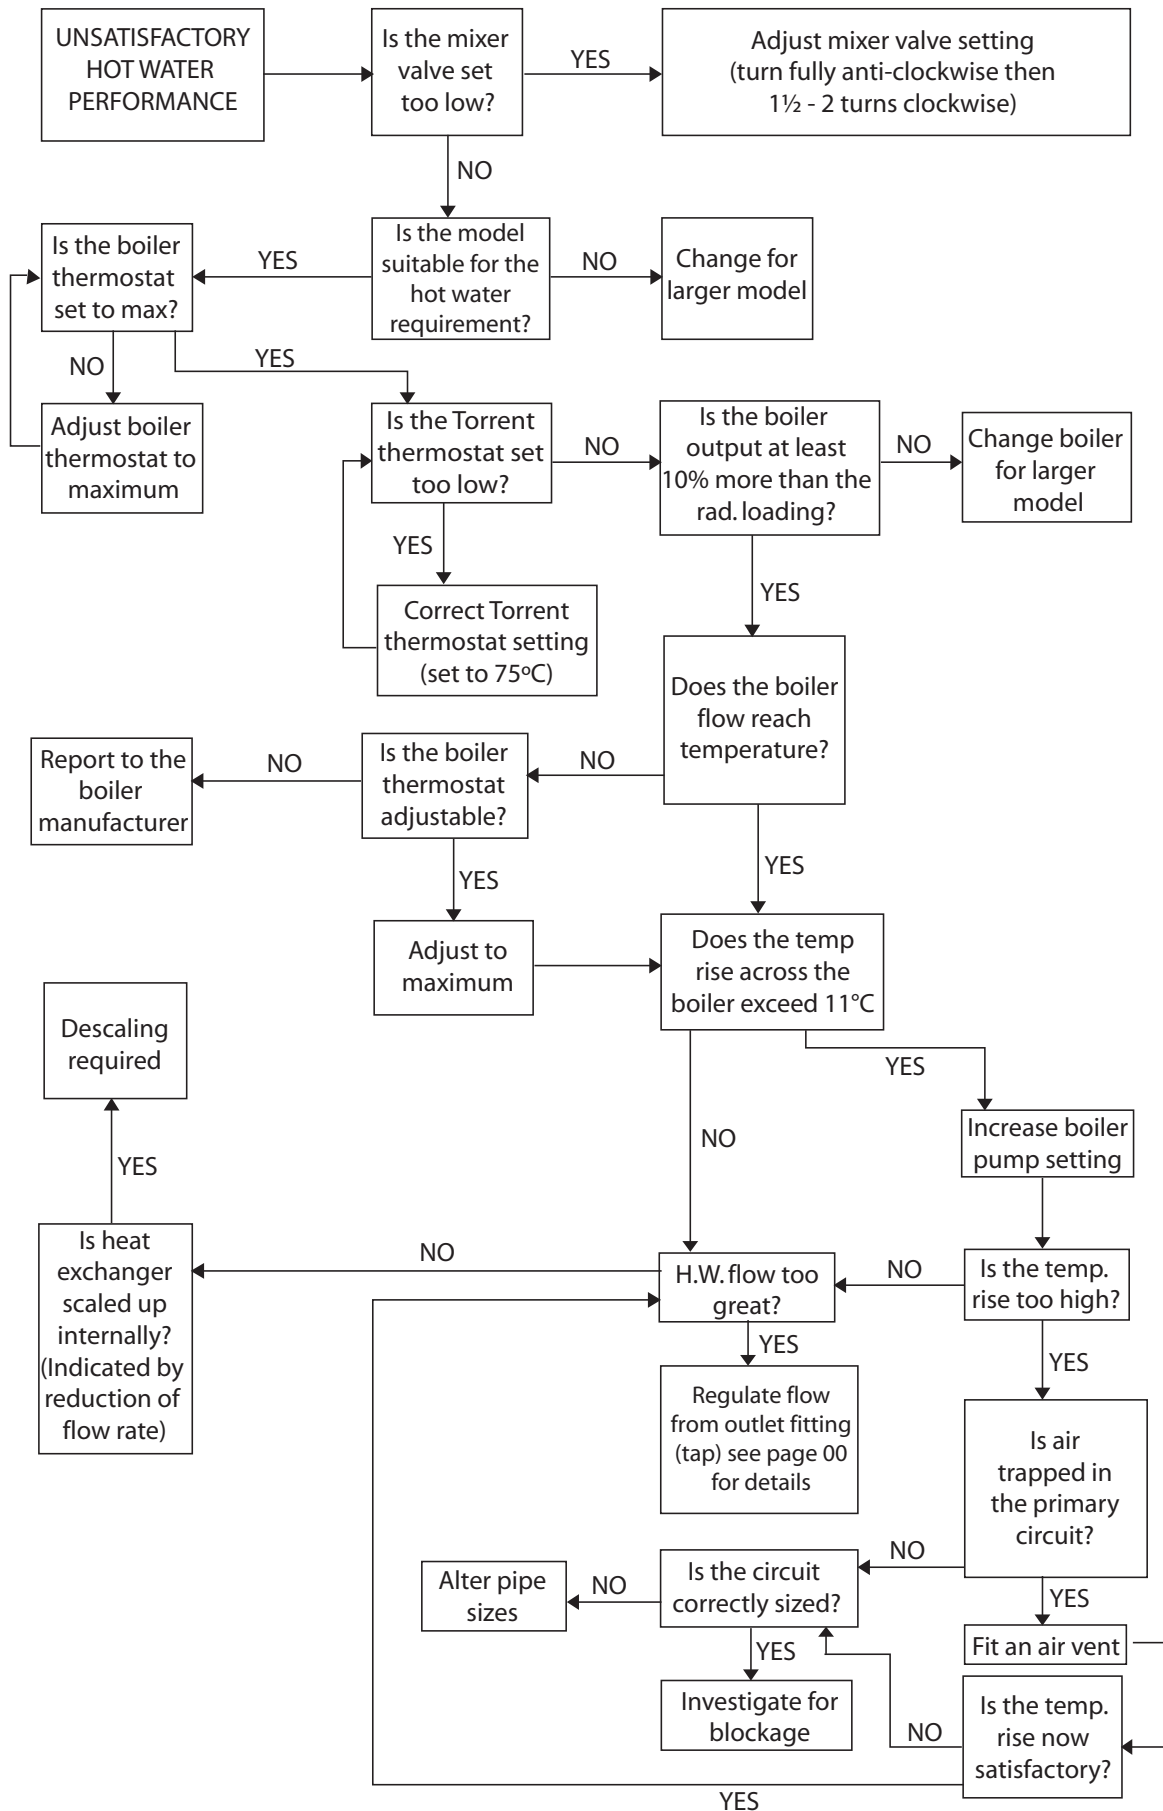 UNSATISFACTORY
HOT WATER
PERFORMANCE
Is the mixer
valve set
too low?
YES
Adjust mixer valve setting
(turn fully anti-clockwise then
1½ - 2 turns clockwise)
NO
Is the boiler
thermostat
set to max?
YES
Is the model
suitable for the
hot water
requirement?
NO
Change for
larger model
NO
YES
Adjust boiler
thermostat to
maximum
Is the Torrent
thermostat set
too low?
NO
Is the boiler
output at least
10% more than the
rad. loading?
NO
Change boiler
for larger
model
YES
YES
Correct Torrent
thermostat setting
(set to 75ºC)
Does the boiler
flow reach
temperature?
Report to the
boiler
manufacturer
NO
Is the boiler
thermostat
adjustable?
NO
YES
YES
Adjust to
maximum
Does the temp
rise across the
boiler exceed 11°C
Descaling
required
YES
NO
Increase boiler
pump setting
YES
Is heat
exchanger
scaled up
internally?
(Indicated by
reduction of
flow rate)
NO
H.W. flow too
great?
NO
Is the temp.
rise too high?
YES
YES
Regulate flow
from outlet fitting
(tap) see page 00
for details
Is air
trapped in
the primary
circuit?
Alter pipe
sizes
NO
Is the circuit
correctly sized?
NO
YES
YES
Fit an air vent
Investigate for
blockage
NO
Is the temp.
rise now
satisfactory?
YES